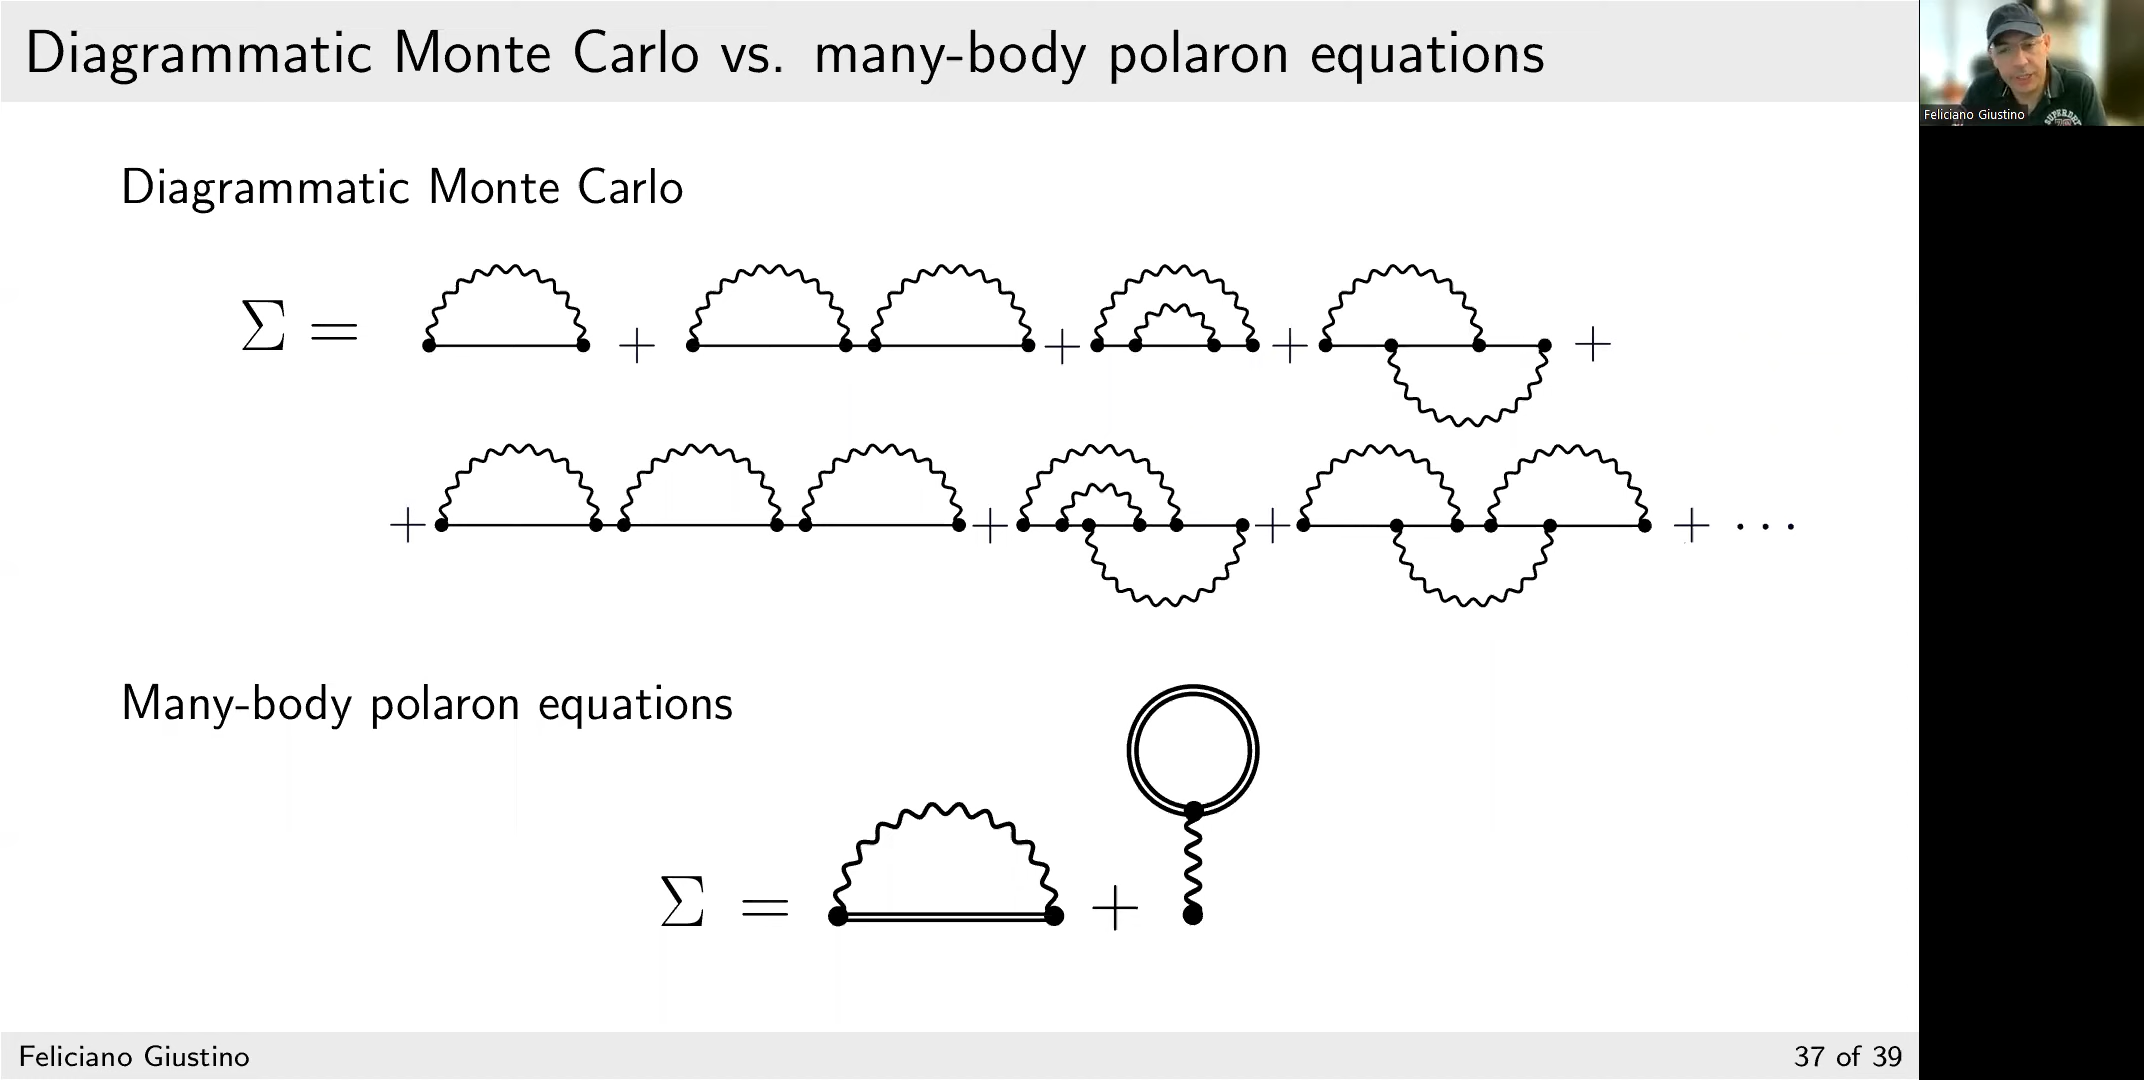 Diagrammatic Monte Carlo vs. many-body polaron equations
Feliciano Giustino
Diagrammatic Monte Carlo
Σ = + + + +
+ + + + ···
Many-body polaron equations
Σ = +
Feliciano Giustino
37 of 39